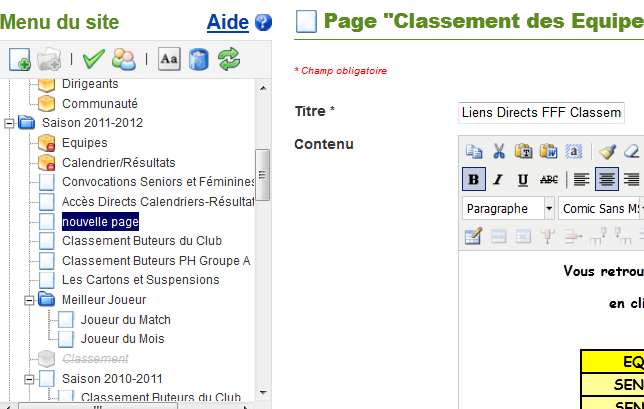 Menu du site
Aide
Dirigeants
Communauté
Saison 2011-2012
Equipes
Calendrier/Résultats
Convocations Seniors et Féminines
Accès Directs Calendriers-Résultat
nouvelle page
Classement Buteurs du Club
Classement Buteurs PH Groupe A
Les Cartons et Suspensions
Meilleur Joueur
Joueur du Match
Joueur du Mois
Classement
Saison 2010-2011
Classement Buteurs du Club
Page "Classement des Equipe
* Champ obligatoire
Titre *
Liens Directs FFF Classem
Contenu
B I U ABC
Paragraphe
Comic Sans MS
Vous retrou
en cli
EQ
SEN
SEN